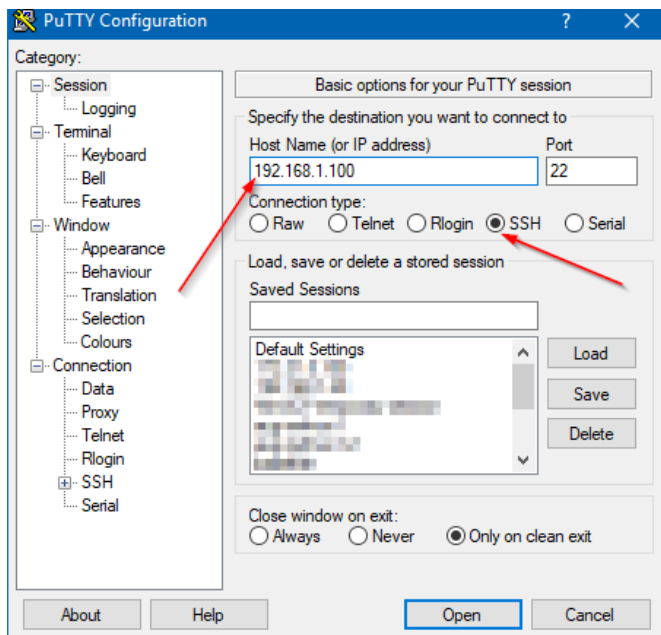 PuTTY Configuration ? ×
Category:
Session
Logging
Terminal
Keyboard
Bell
Features
Window
Appearance
Behaviour
Translation
Selection
Colours
Connection
Data
Proxy
Telnet
Rlogin
SSH
Serial
Basic options for your PuTTY session
Specify the destination you want to connect to
Host Name (or IP address) Port
192.168.1.100 22
Connection type:
Raw Telnet Rlogin SSH Serial
Load, save or delete a stored session
Saved Sessions
Default Settings
Load
Save
Delete
Close window on exit:
Always Never Only on clean exit
About Help Open Cancel